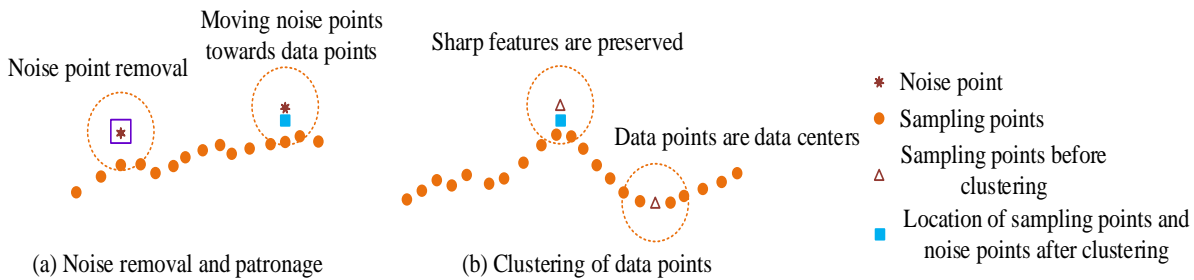 Moving noise points
towards data points
Noise point removal
(a) Noise removal and patronage
Sharp features are preserved
Data points are data centers
(b) Clustering of data points
Noise point
Sampling points
Sampling points before
clustering
Location of sampling points and
noise points after clustering